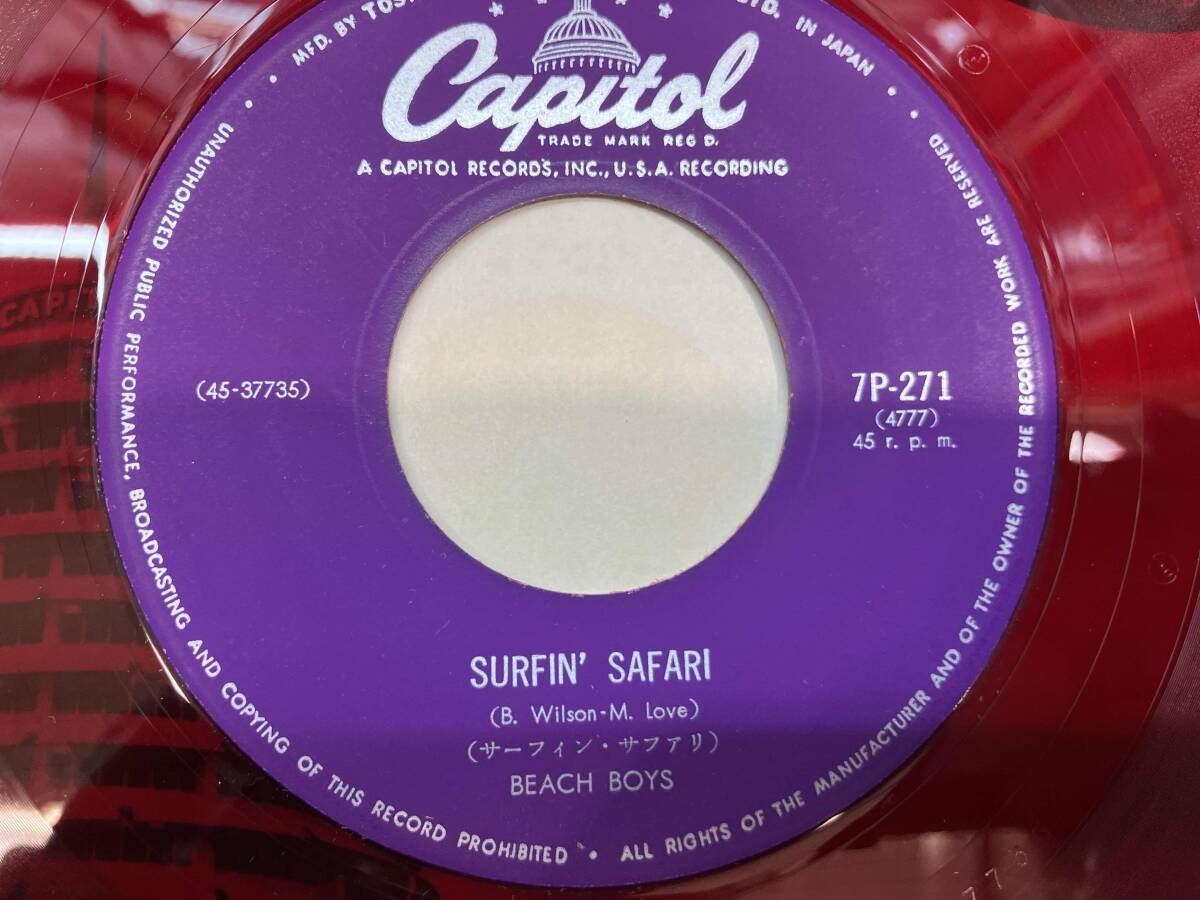 MFD. BY
LTD. IN JAPAN
Capitol
TRADE MARK REG D.
A CAPITOL RECORDS, INC., U.S.A. RECORDING
(45-37735)
7P-271
(4777)
45 r. p. m.
SURFIN' SAFARI
(B. Wilson-M. Love)
(サーフィン・サファリ)
BEACH BOYS
UNAUTHORIZED PUBLIC PERFORMANCE, BROADCASTING AND COPYING OF THIS RECORD PROHIBITED • ALL RIGHTS OF THE MANUFACTURER AND OF THE OWNER OF THE RECORDED WORK ARE RESERVED